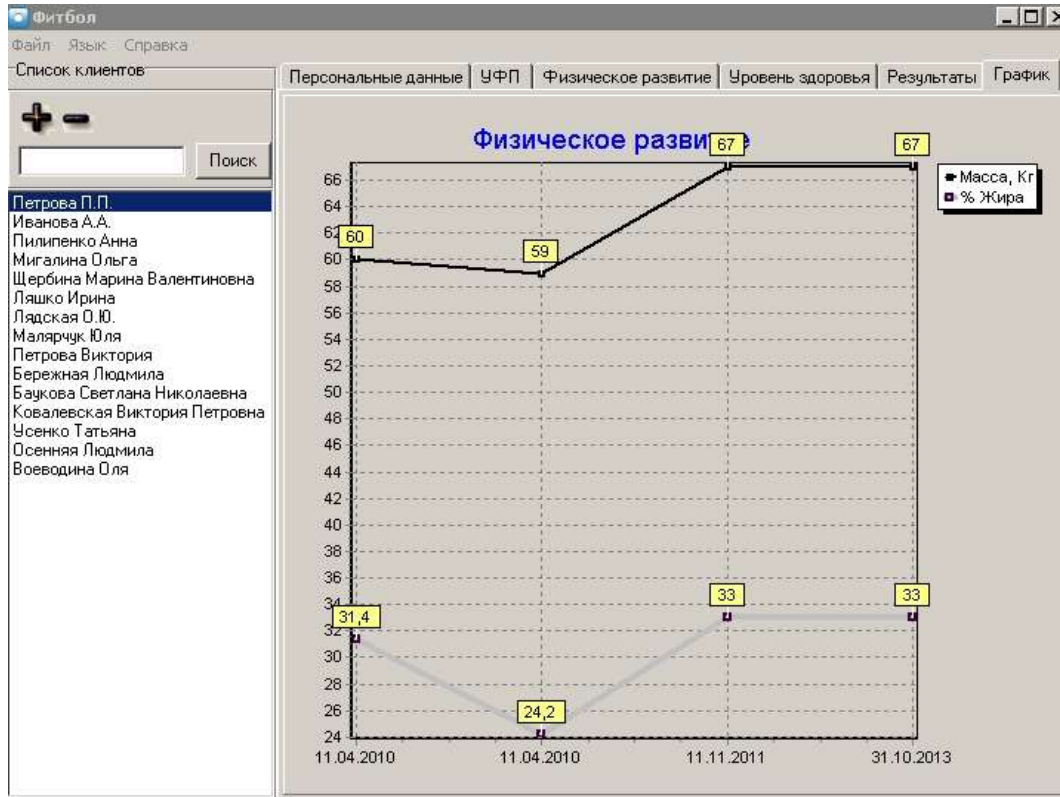 Фитбол
Файл Язык Справка
Список клиентов
Поиск
Петрова П.П.
Иванова А.А.
Пилипенко Анна
Мигалина Ольга
Щербина Марина Валентиновна
Ляшко Ирина
Лядская О.Ю.
Малярчук Юля
Петрова Виктория
Бережная Людмила
Баукова Светлана Николаевна
Ковалевская Виктория Петровна
Усенко Татьяна
Осенняя Людмила
Воеводина Оля
Персональные данные УФП Физическое развитие Уровень здоровья Результаты График
Физическое
67
67
Масса, Кг
% Жира
66
64
62
60
60
59
58
56
54
52
50
48
46
44
42
40
38
36
34
33
33
31,4
32
30
28
26
24,2
24
11.04.2010 11.04.2010 11.11.2011 31.10.2013